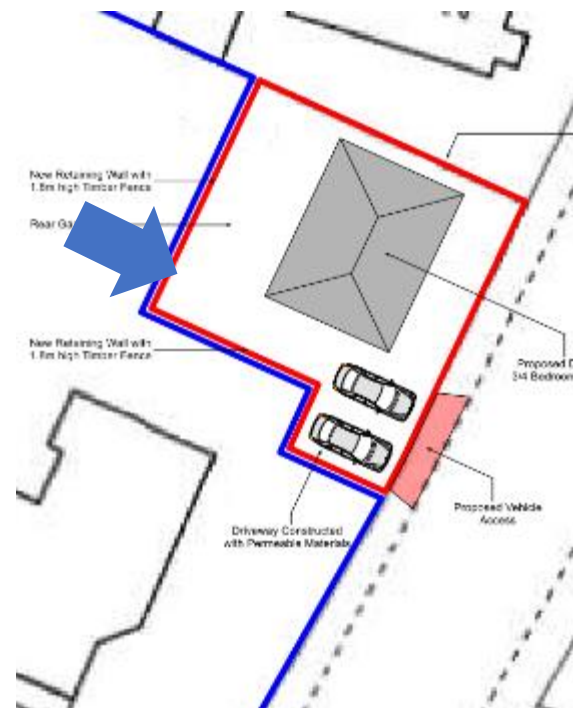 New Retaining Wall with
1.8m high Timber Fence
Rear
New Retaining Wall with
1.8m high Timber Fence
Proposed
3/4 Bedroom
Proposed Vehicle
Access
Driveway Constructed
with Permeable Materials